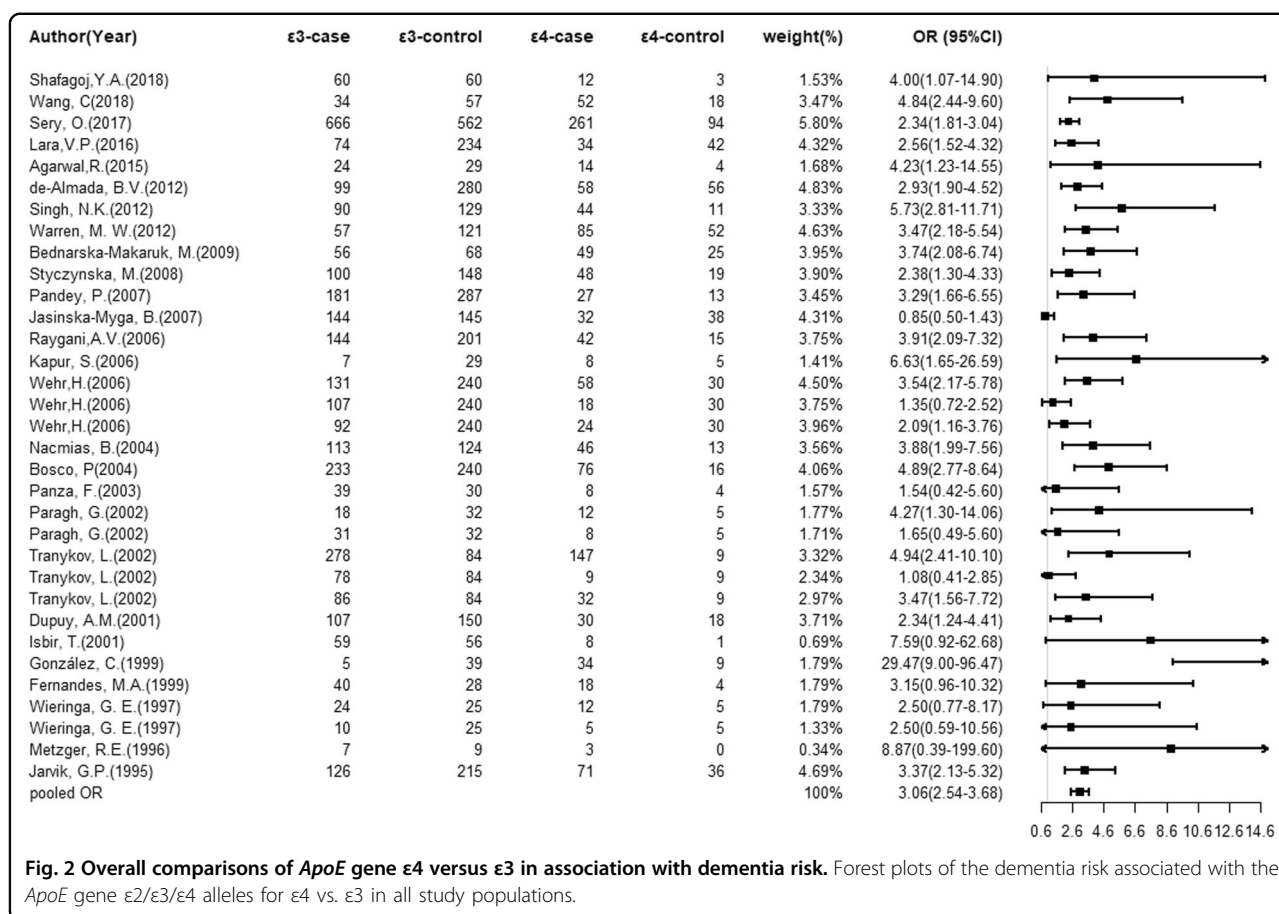 Author(Year) ε3-case ε3-control ε4-case ε4-control weight(%) OR (95%CI)
Shafagoj,Y.A.(2018) 60 60 12 3 1.53% 4.00(1.07-14.90)
Wang, C(2018) 34 57 52 18 3.47% 4.84(2.44-9.60)
Sery, O.(2017) 666 562 261 94 5.80% 2.34(1.81-3.04)
Lara,V.P.(2016) 74 234 34 42 4.32% 2.56(1.52-4.32)
Agarwal,R.(2015) 24 29 14 4 1.68% 4.23(1.23-14.55)
de-Almada, B.V.(2012) 99 280 58 56 4.83% 2.93(1.90-4.52)
Singh, N.K.(2012) 90 129 44 11 3.33% 5.73(2.81-11.71)
Warren, M. W.(2012) 57 121 85 52 4.63% 3.47(2.18-5.54)
Bednarska-Makaruk, M.(2009) 56 68 49 25 3.95% 3.74(2.08-6.74)
Styczynska, M.(2008) 100 148 48 19 3.90% 2.38(1.30-4.33)
Pandey, P.(2007) 181 287 27 13 3.45% 3.29(1.66-6.55)
Jasinska-Myga, B.(2007) 144 145 32 38 4.31% 0.85(0.50-1.43)
Raygani,A.V.(2006) 144 201 42 15 3.75% 3.91(2.09-7.32)
Kapur, S.(2006) 7 29 8 5 1.41% 6.63(1.65-26.59)
Wehr,H.(2006) 131 240 58 30 4.50% 3.54(2.17-5.78)
Wehr,H.(2006) 107 240 18 30 3.75% 1.35(0.72-2.52)
Wehr,H.(2006) 92 240 24 30 3.96% 2.09(1.16-3.76)
Nacmias, B.(2004) 113 124 46 13 3.56% 3.88(1.99-7.56)
Bosco, P(2004) 233 240 76 16 4.06% 4.89(2.77-8.64)
Panza, F.(2003) 39 30 8 4 1.57% 1.54(0.42-5.60)
Paragh, G.(2002) 18 32 12 5 1.77% 4.27(1.30-14.06)
Paragh, G.(2002) 31 32 8 5 1.71% 1.65(0.49-5.60)
Tranykov, L.(2002) 278 84 147 9 3.32% 4.94(2.41-10.10)
Tranykov, L.(2002) 78 84 9 9 2.34% 1.08(0.41-2.85)
Tranykov, L.(2002) 86 84 32 9 2.97% 3.47(1.56-7.72)
Dupuy, A.M.(2001) 107 150 30 18 3.71% 2.34(1.24-4.41)
Isbir, T.(2001) 59 56 8 1 0.69% 7.59(0.92-62.68)
González, C.(1999) 5 39 34 9 1.79% 29.47(9.00-96.47)
Fernandes, M.A.(1999) 40 28 18 4 1.79% 3.15(0.96-10.32)
Wieringa, G. E.(1997) 24 25 12 5 1.79% 2.50(0.77-8.17)
Wieringa, G. E.(1997) 10 25 5 5 1.33% 2.50(0.59-10.56)
Metzger, R.E.(1996) 7 9 3 0 0.34% 8.87(0.39-199.60)
Jarvik, G.P.(1995) 126 215 71 36 4.69% 3.37(2.13-5.32)
pooled OR 100% 3.06(2.54-3.68)
0.6 2.6 4.6 6.6 8.6 10.6 12.6 14.6
Fig. 2 Overall comparisons of ApoE gene ε4 versus ε3 in association with dementia risk. Forest plots of the dementia risk associated with the
ApoE gene ε2/ε3/ε4 alleles for ε4 vs. ε3 in all study populations.